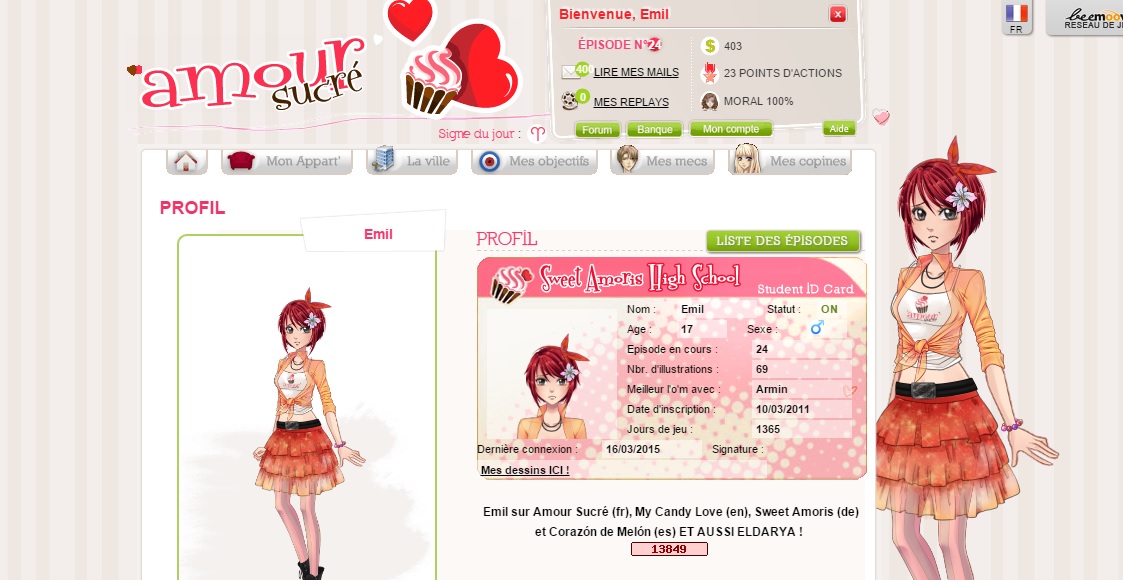 Bienvenue, Emil
FR
beemoov
RESEAU DE JE
ÉPISODE N°24
$ 403
400 LIRE MES MAILS
23 POINTS D'ACTIONS
0 MES REPLAYS
MORAL 100%
amour
sucré
Signe du jour :
Forum
Banque
Mon compte
Aide
Mon Appart'
La ville
Mes objectifs
Mes mecs
Mes copines
PROFIL
Emil
PROFIL
LISTE DES ÉPISODES
Sweet Amoris High School
Student ID Card
Nom : Emil
Statut : ON
Age : 17
Sexe : ♂
Episode en cours : 24
Nbr. d'illustrations : 69
Meilleur l'o'm avec : Armin
Date d'inscription : 10/03/2011
Jours de jeu : 1365
Dernière connexion : 16/03/2015
Signature :
Mes dessins ICI !
Emil sur Amour Sucré (fr), My Candy Love (en), Sweet Amoris (de)
et Corazón de Melón (es) ET AUSSI ELDARYA !
13849
amour